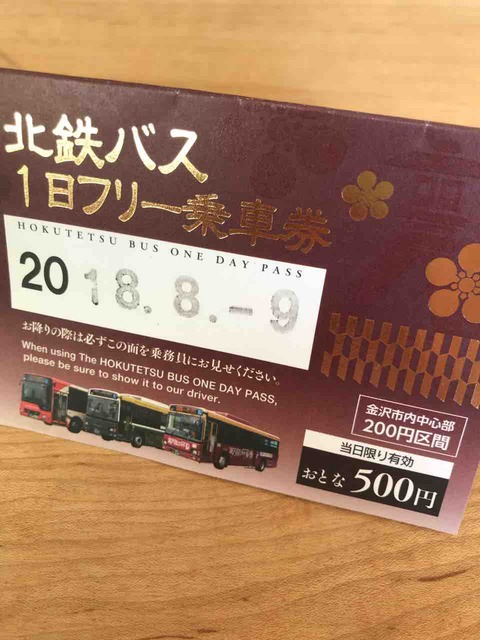 北鉄バス
1日フリー乗車券
HOKUTETSU BUS ONE DAY PASS
20 18.8.-9
お降りの際は必ずこの面を乗務員にお見せください。
When using The HOKUTETSU BUS ONE DAY PASS,
please be sure to show it to our driver.
金沢市内中心部
200円区間
当日限り有効
おとな 500円